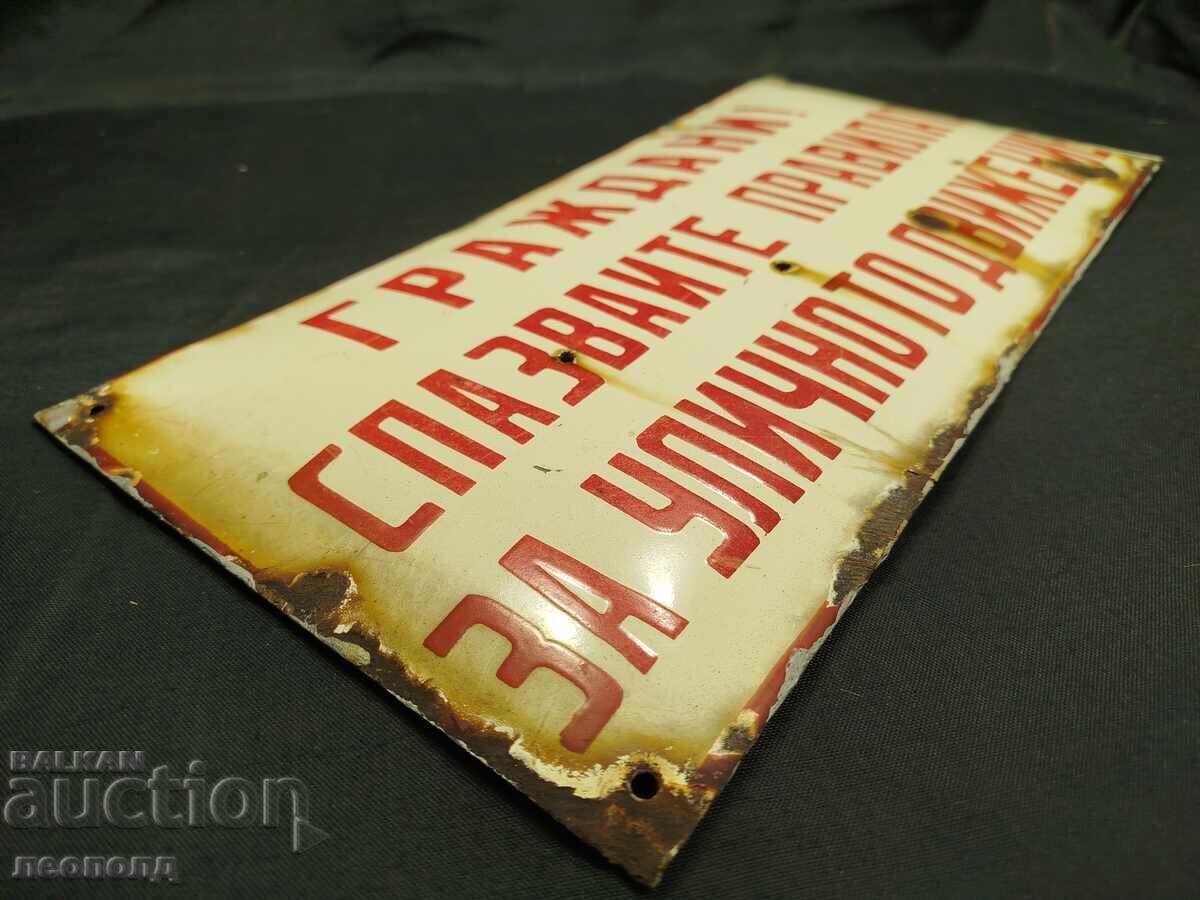 ГРАЖДАНИ!
СПАЗВАЙТЕ ПРАВИЛАТА
ЗА УЛИЧНОТО ДВИЖЕНИЕ
BALKAN
auction
леополд